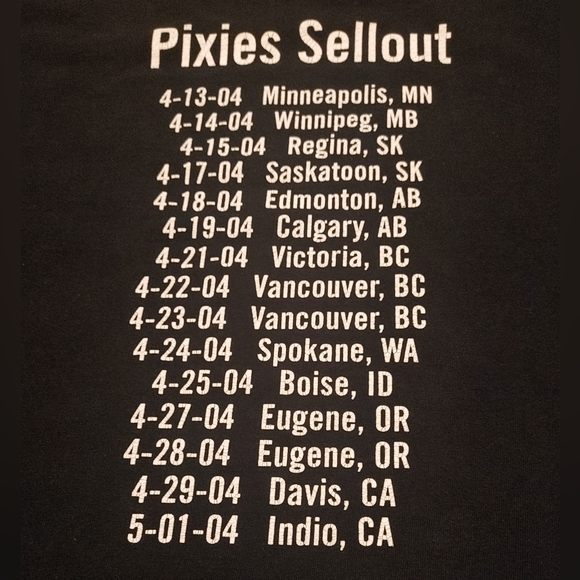 Pixies Sellout
4-13-04 Minneapolis, MN
4-14-04 Winnipeg, MB
4-15-04 Regina, SK
4-17-04 Saskatoon, SK
4-18-04 Edmonton, AB
4-19-04 Calgary, AB
4-21-04 Victoria, BC
4-22-04 Vancouver, BC
4-23-04 Vancouver, BC
4-24-04 Spokane, WA
4-25-04 Boise, ID
4-27-04 Eugene, OR
4-28-04 Eugene, OR
4-29-04 Davis, CA
5-01-04 Indio, CA